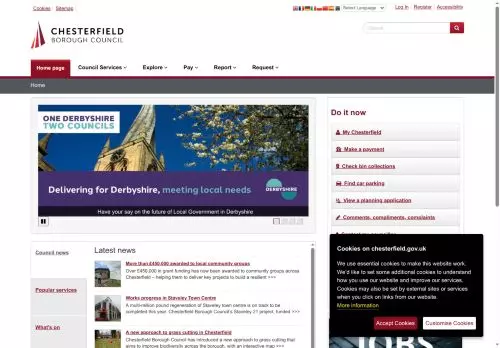 Cookies Sitemap
Select Language
Log In Register Accessibility
CHESTERFIELD
BOROUGH COUNCIL
Home page
Council Services
Explore
Pay
Report
Request
Home
ONE DERBYSHIRE
TWO COUNCILS
Delivering for Derbyshire, meeting local needs
DERBYSHIRE
Have your say on the future of Local Government in Derbyshire
Do it now
My Chesterfield
Make a payment
Check bin collections
Find car parking
View a planning application
Comments, compliments, complaints
Council news
Popular services
What's on
Latest news
More than £450,000 awarded to local community groups
Over £450,000 in grant funding has now been awarded to community groups across
Chesterfield – helping them to deliver key projects to build a resilient >>>
Works progress in Staveley Town Centre
A multi-million pound regeneration of Staveley town centre is on track to be
completed this year. Chesterfield Borough Council's Staveley 21 project, funded >>>
A new approach to grass cutting in Chesterfield
Chesterfield Borough Council has introduced a new approach to grass cutting that
aims to improve biodiversity across the borough, with an interactive map >>>
Cookies on chesterfield.gov.uk
We use essential cookies to make this website work.
We'd like to set some additional cookies to understand
how you use our website and improve our services.
Cookies may also be set by external sites or services
when you click on links from our website.
More information
Accept Cookies
Customise Cookies
JOBS